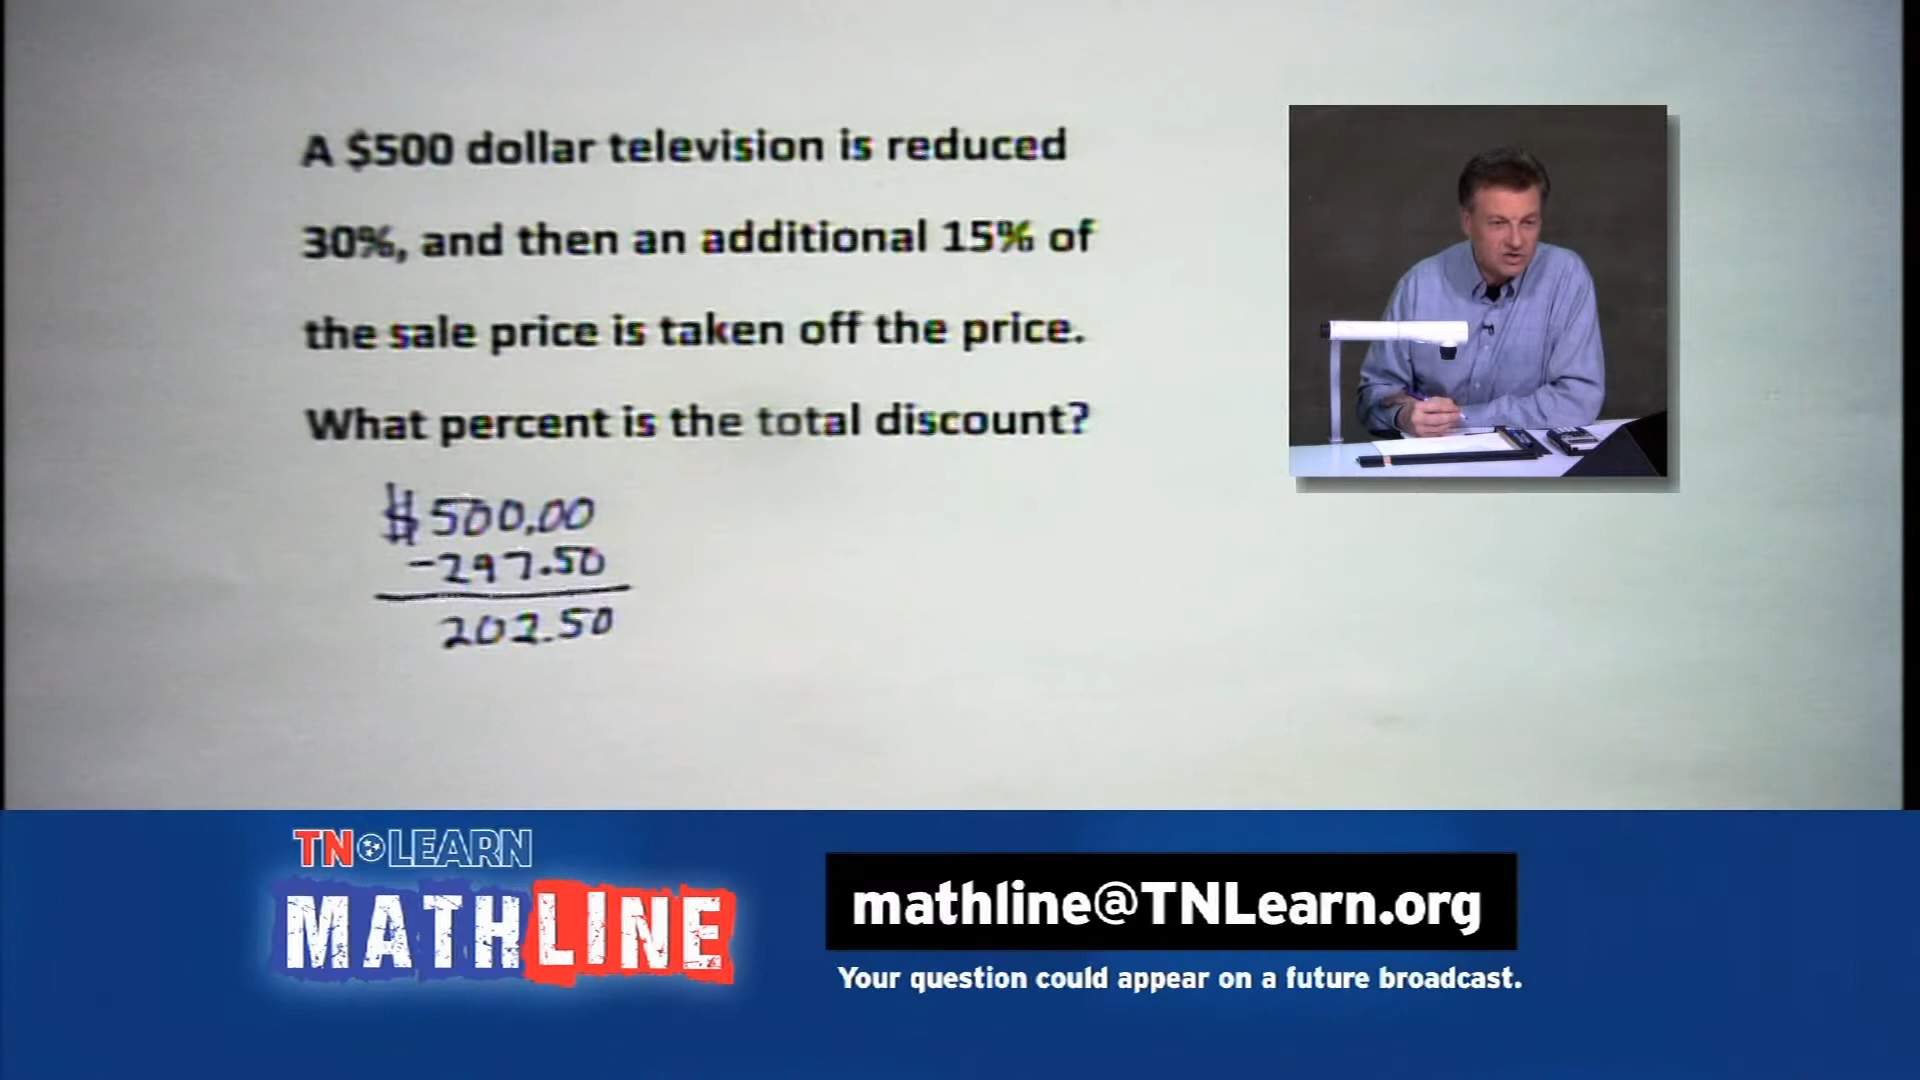 A $500 dollar television is reduced
30%, and then an additional 15% of
the sale price is taken off the price.
What percent is the total discount?
$500.00
-297.50
202.50
TN LEARN
MATHLINE
mathline@TNLearn.org
Your question could appear on a future broadcast.